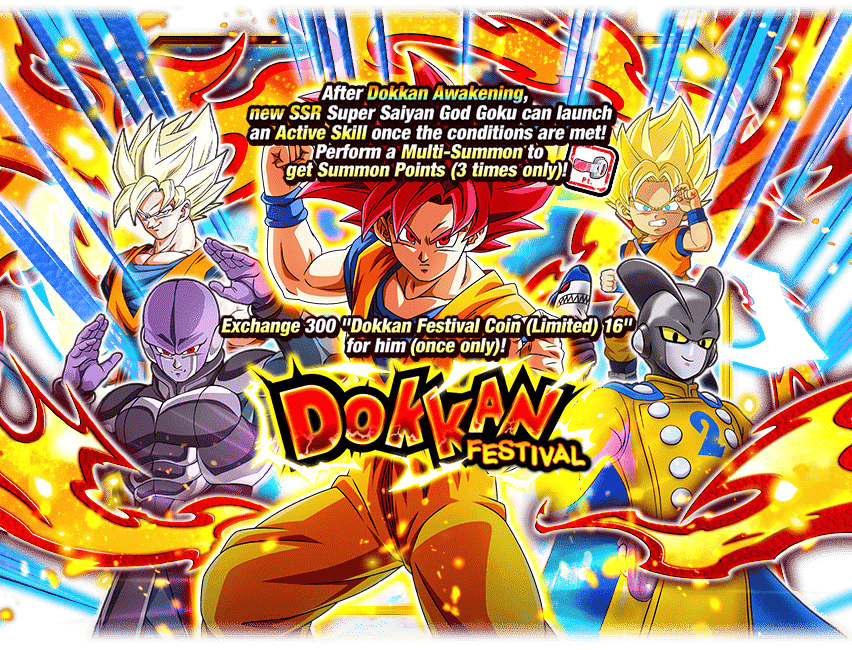 After Dokkan Awakening,
new SSR Super Saiyan God Goku can launch
an Active Skill once the conditions are met!
Perform a Multi-Summon to
get Summon Points (3 times only)!
Pt.
Exchange 300 "Dokkan Festival Coin (Limited) 16"
for him (once only)!
DOKKAN
FESTIVAL
2